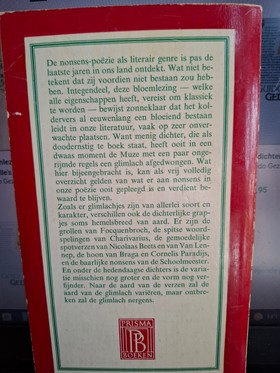 De nonsens-poëzie als literair genre is pas de
laatste jaren in ons land ontdekt. Wat niet be-
tekent dat zij voordien niet bestaan zou heb-
ben. Integendeel, deze bloemlezing — welke
alle eigenschappen heeft, vereist om klassiek
te worden — bewijst zonneklaar dat het kol-
dervers al eeuwenlang een bloeiend bestaan
leidt in onze literatuur, vaak op zeer onver-
wachte plaatsen. Want menig dichter, die als
doodernstig te boek staat, heeft ooit in een
dwaas moment de Muze met een paar onge-
rijmde regels een glimlach afgedwongen. Wat
hier bijeengebracht is, kan als vrij volledig
overzicht gelden van wat er aan nonsens in
onze poëzie ooit gepleegd is en verdient be-
waard te blijven.
Zoals er glimlachjes zijn van allerlei soort en
karakter, verschillen ook de dichterlijke grap-
jes soms hemelsbreed van aard. Er zijn de
grollen van Focquenbroch, de spitse woord-
spelingen van Charivarius, de gemoedelijke
spotverzen van Nicolaas Beets en van Van Len-
nep, de hoon van Braga en Cornelis Paradijs,
en de baarlijke nonsens van de Schoolmeester.
En onder de hedendaagse dichters is de varia-
tie misschien nog groter en de vorm nog ver-
fijnder. Naar de aard van de verzen zal de
aard van de glimlach variëren, maar ontbre-
ken zal de glimlach nergens.
PRISMA
PB
BOEKEN